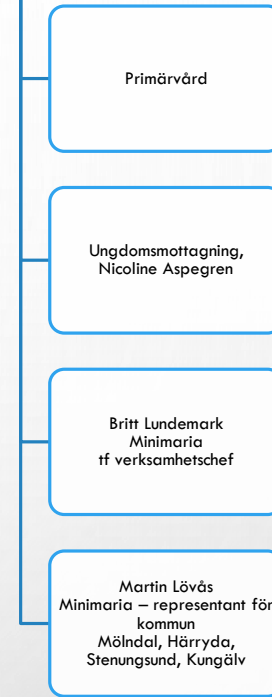 Primärvård
Ungdomsmottagning,
Nicoline Aspegren
Britt Lundemark
Minimaria
tf verksamhetschef
Martin Lövås
Minimaria – representant för
kommun
Mölndal, Härryda,
Stenungsund, Kungälv